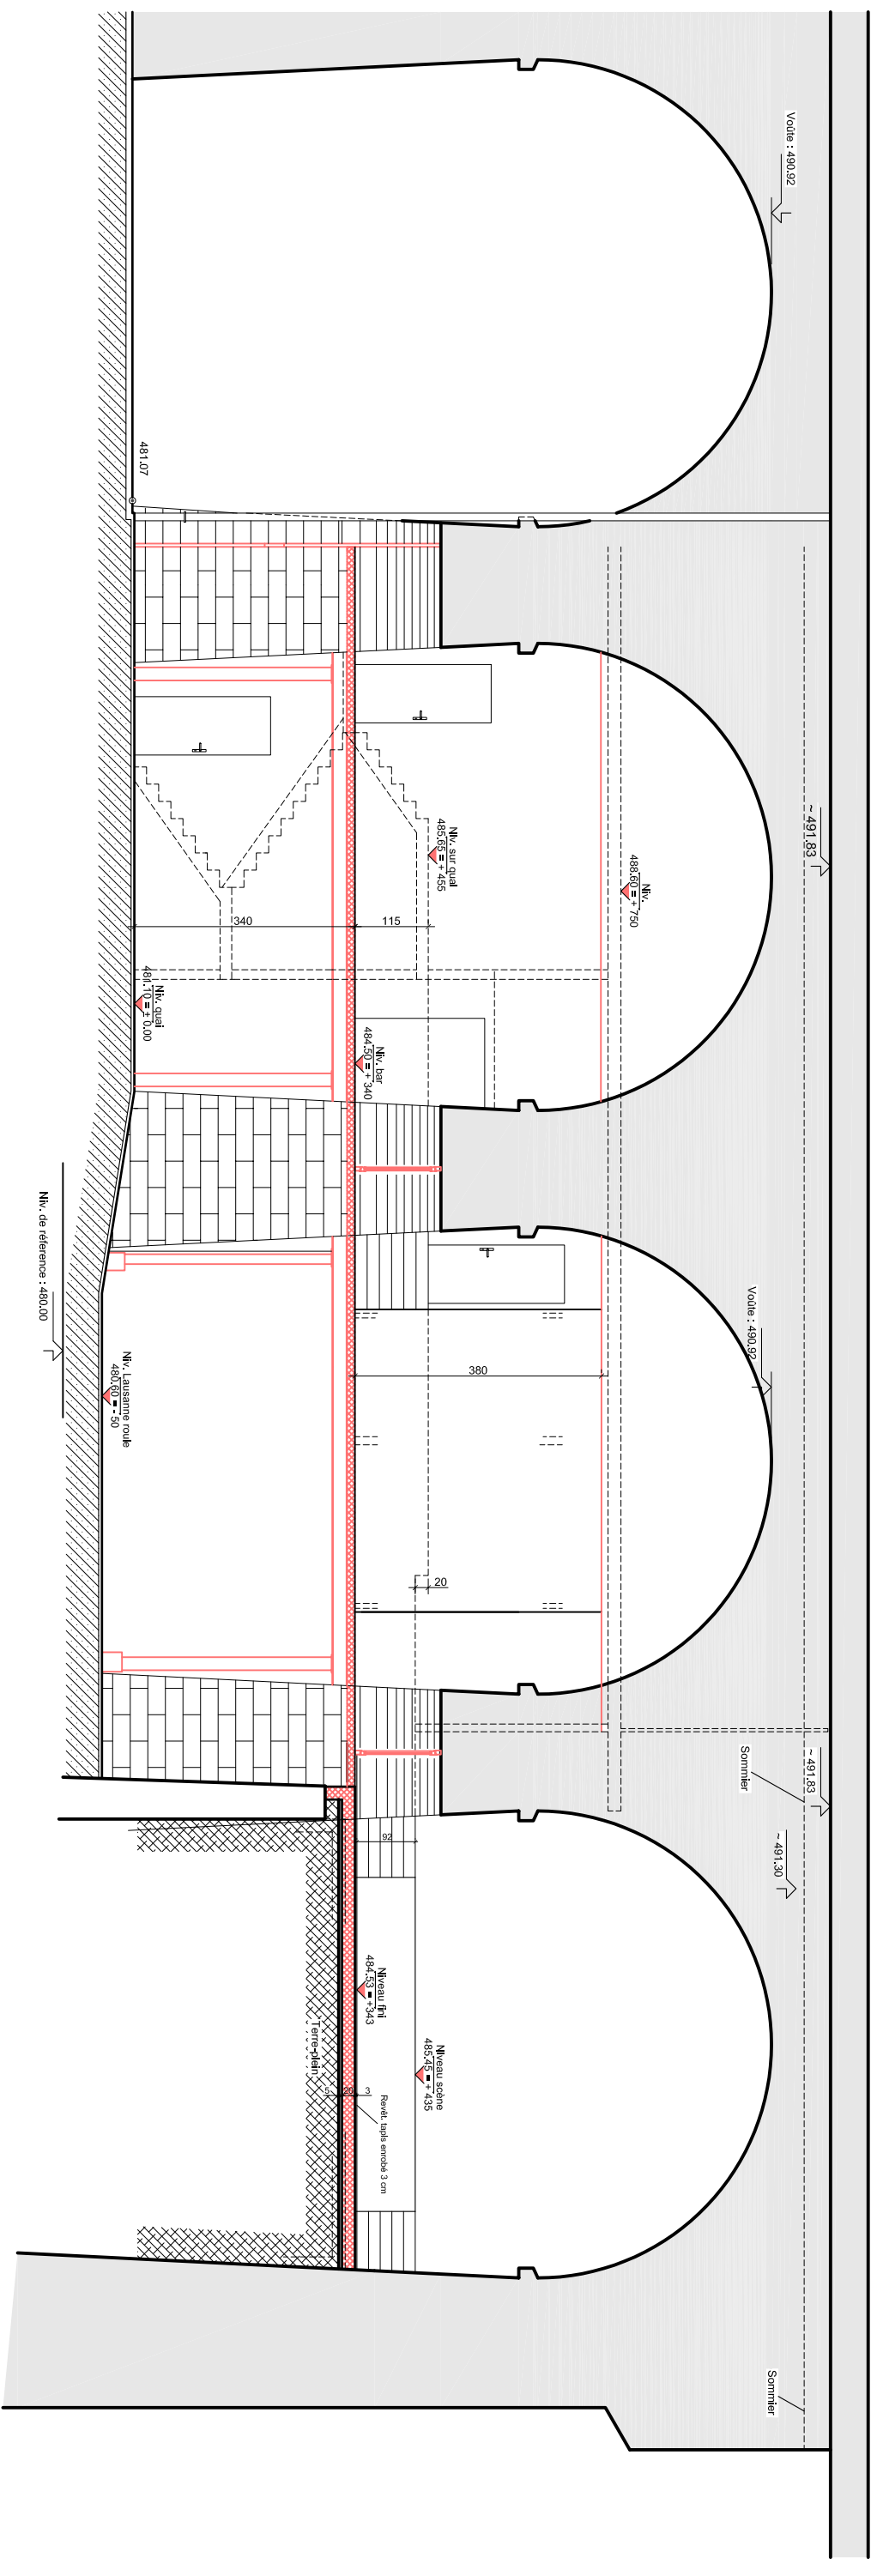 Voûte : 490.92
481.07
~ 491.83
Niv.
488.60 = + 750
Niv. sur quai
485.65 = + 455
340
115
Niv. quai
481.10 = ± 0.00
Niv. bar
484.50 = + 340
Niv. de réference : 480.00
Voûte : 490.92
Niv. Lausanne roule
480.60 = - 50
380
20
Sommier
~ 491.83
~ 491.30
92
Niveau fini
484.53 = +343
Niveau scène
485.45 = + 435
Terre-plein
5
20
3
Revêt. tapis enrobé 3 cm
Sommier